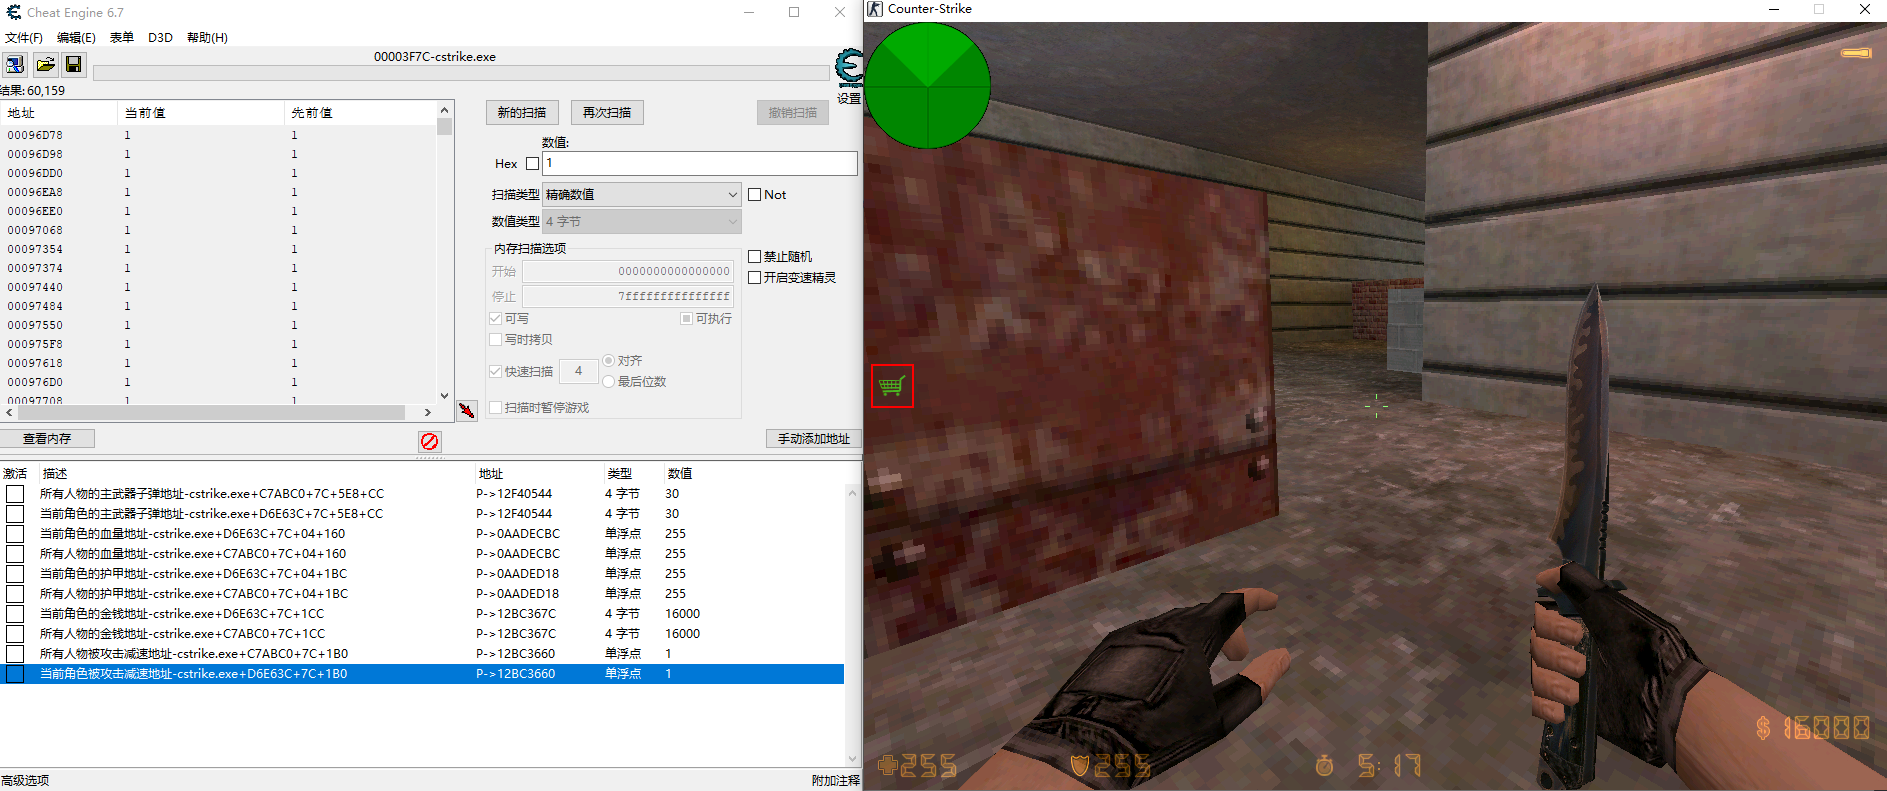 Cheat Engine 6.7
文件(F) 编辑(E) 表单 D3D 帮助(H)
00003F7C-cstrike.exe
设置
结果: 60,159
地址 当前值 先前值
00096D78 1 1
00096D98 1 1
00096DD0 1 1
00096EA8 1 1
00096EE0 1 1
00097068 1 1
00097354 1 1
00097374 1 1
00097440 1 1
00097484 1 1
00097550 1 1
000975F8 1 1
00097618 1 1
000976D0 1 1
00097708 1 1
新的扫描 再次扫描 撤销扫描
数值:
Hex 1
扫描类型 精确数值 Not
数值类型 4 字节
内存扫描选项
开始 0000000000000000
停止 7fffffffffffffff
可写 可执行
写时拷贝
快速扫描 4 对齐
最后位数
扫描时暂停游戏
禁止随机
开启变速精灵
查看内存 手动添加地址
激活 描述 地址 类型 数值
所有人物的主武器子弹地址-cstrike.exe+C7ABC0+7C+5E8+CC P->12F40544 4 字节 30
当前角色的主武器子弹地址-cstrike.exe+D6E63C+7C+5E8+CC P->12F40544 4 字节 30
当前角色的血量地址-cstrike.exe+D6E63C+7C+04+160 P->0AADECBC 单浮点 255
所有人物的血量地址-cstrike.exe+C7ABC0+7C+04+160 P->0AADECBC 单浮点 255
当前角色的护甲地址-cstrike.exe+D6E63C+7C+04+1BC P->0AADED18 单浮点 255
所有人物的护甲地址-cstrike.exe+C7ABC0+7C+04+1BC P->0AADED18 单浮点 255
当前角色的金钱地址-cstrike.exe+D6E63C+7C+1CC P->12BC367C 4 字节 16000
所有人物的金钱地址-cstrike.exe+C7ABC0+7C+1CC P->12BC367C 4 字节 16000
所有人物被攻击减速地址-cstrike.exe+C7ABC0+7C+1B0 P->12BC3660 单浮点 1
当前角色被攻击减速地址-cstrike.exe+D6E63C+7C+1B0 P->12BC3660 单浮点 1
高级选项 附加注释
Counter-Strike
$ 16000
255 255 5:17